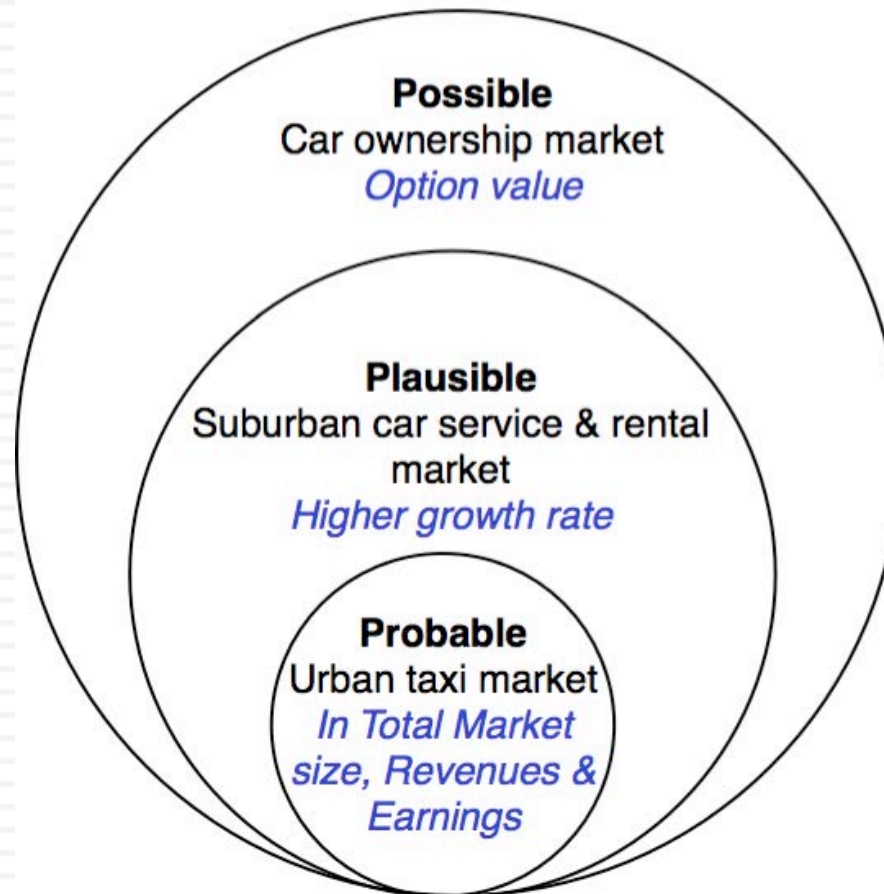 Possible
Car ownership market
Option value
Plausible
Suburban car service & rental
market
Higher growth rate
Probable
Urban taxi market
In Total Market
size, Revenues &
Earnings